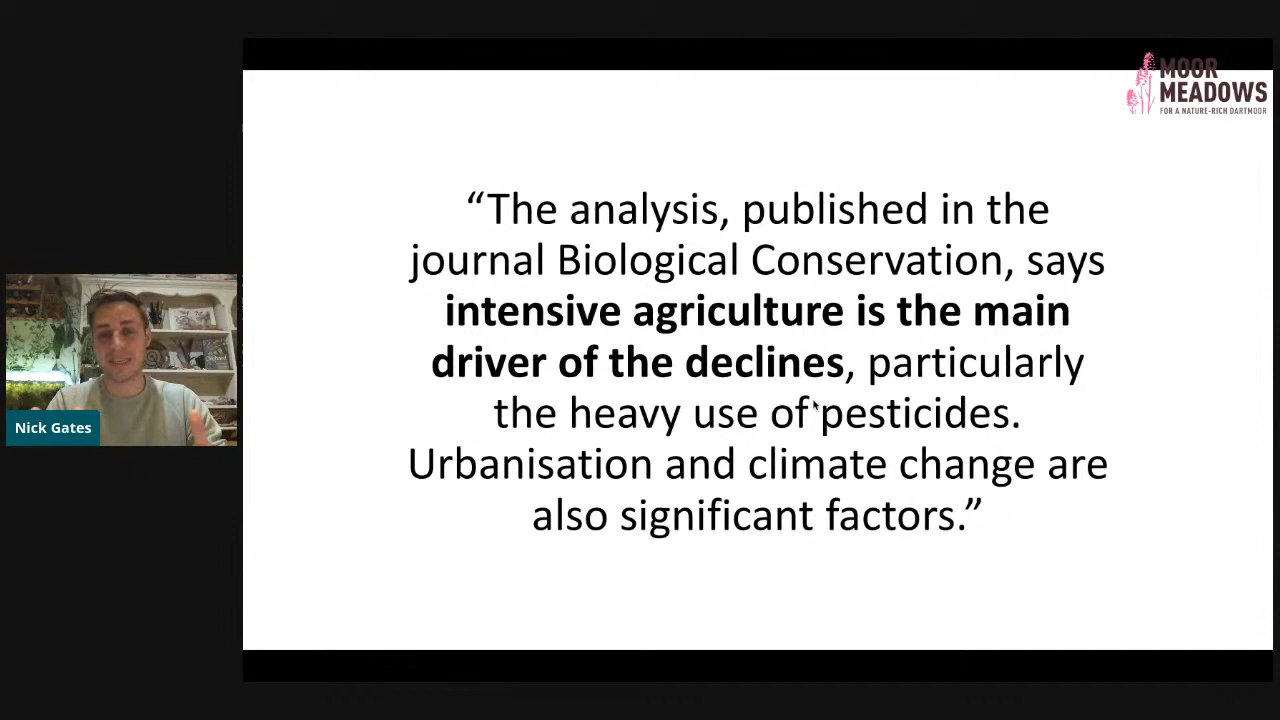 MOOR
MEADOWS
FOR A NATURE-RICH DARTMOOR
“The analysis, published in the
journal Biological Conservation, says
intensive agriculture is the main
driver of the declines, particularly
the heavy use of pesticides.
Urbanisation and climate change are
also significant factors.”
Nick Gates